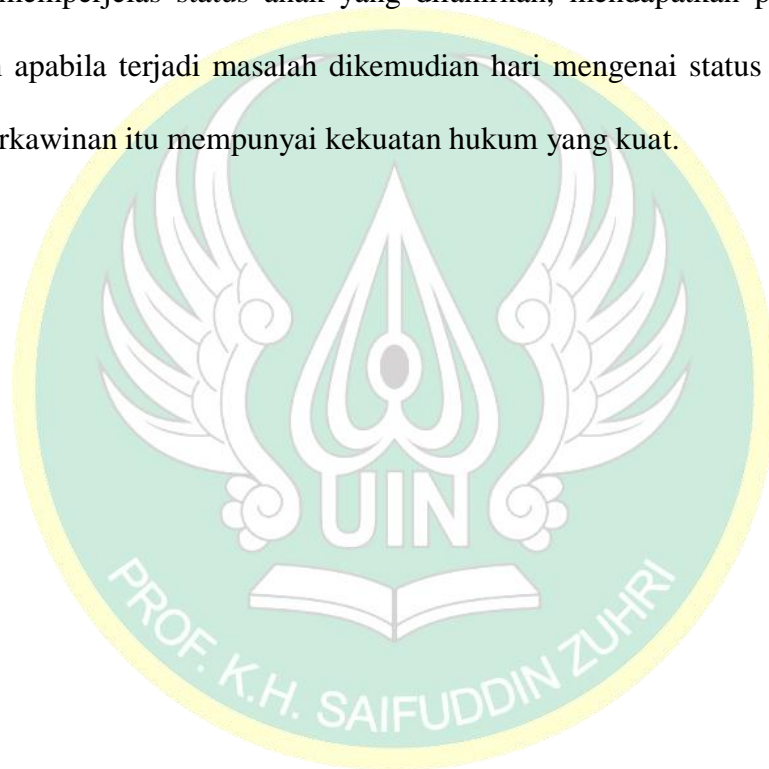 memperjelas status anak yang dilahirkan, mendapatkan p
apabila terjadi masalah dikemudian hari mengenai status
rkawinan itu mempunyai kekuatan hukum yang kuat.
UIN
PROF. K.H. SAIFUDDIN ZUHRI